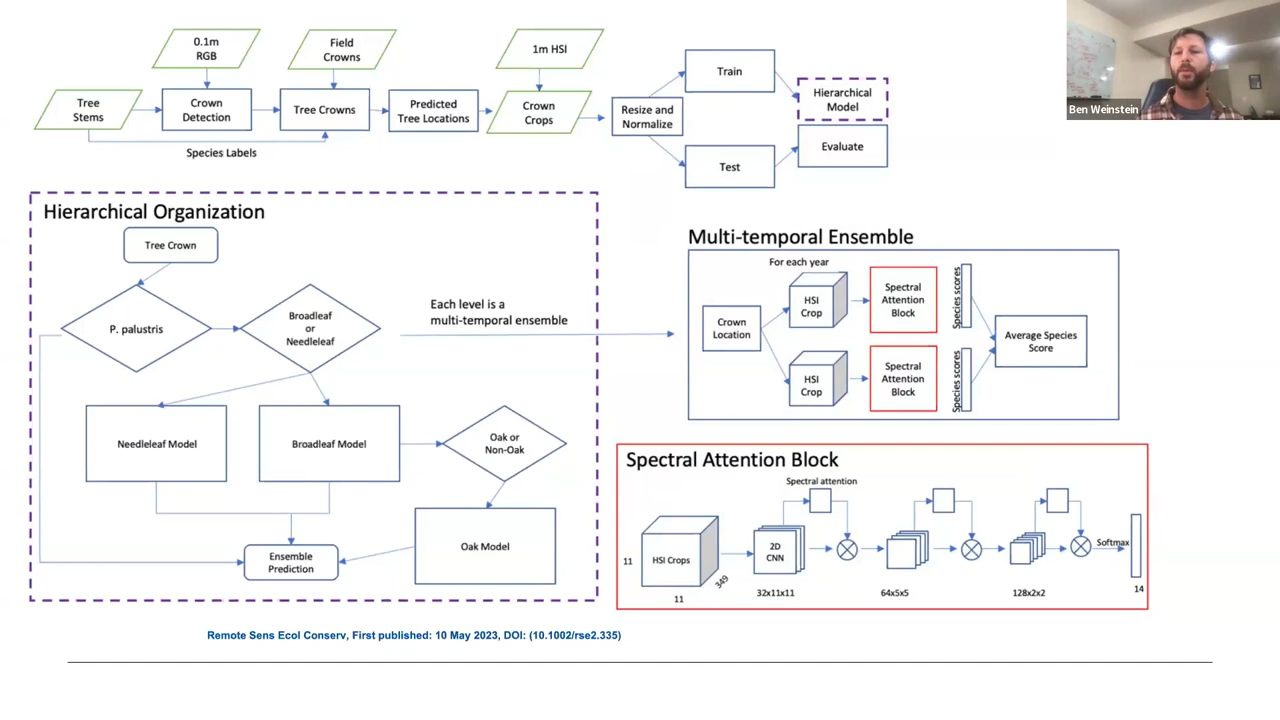 0.1m
RGB
Field
Crowns
1m HSI
Tree
Stems
Crown
Detection
Tree Crowns
Predicted
Tree Locations
Crown
Crops
Resize and
Normalize
Train
Test
Hierarchical
Model
Evaluate
Species Labels
Ben Weinstein
Hierarchical Organization
Tree Crown
P. palustris
Broadleaf
or
Needleleaf
Each level is a
multi-temporal ensemble
Needleleaf Model
Broadleaf Model
Oak or
Non-Oak
Oak Model
Ensemble
Prediction
Multi-temporal Ensemble
For each year
Crown
Location
HSI
Crop
Spectral
Attention
Block
Species scores
HSI
Crop
Spectral
Attention
Block
Species scores
Average Species
Score
Spectral Attention Block
Spectral attention
HSI Crops
11
11
349
2D
CNN
32x11x11
64x5x5
128x2x2
Softmax
14
Remote Sens Ecol Conserv, First published: 10 May 2023, DOI: (10.1002/rse2.335)